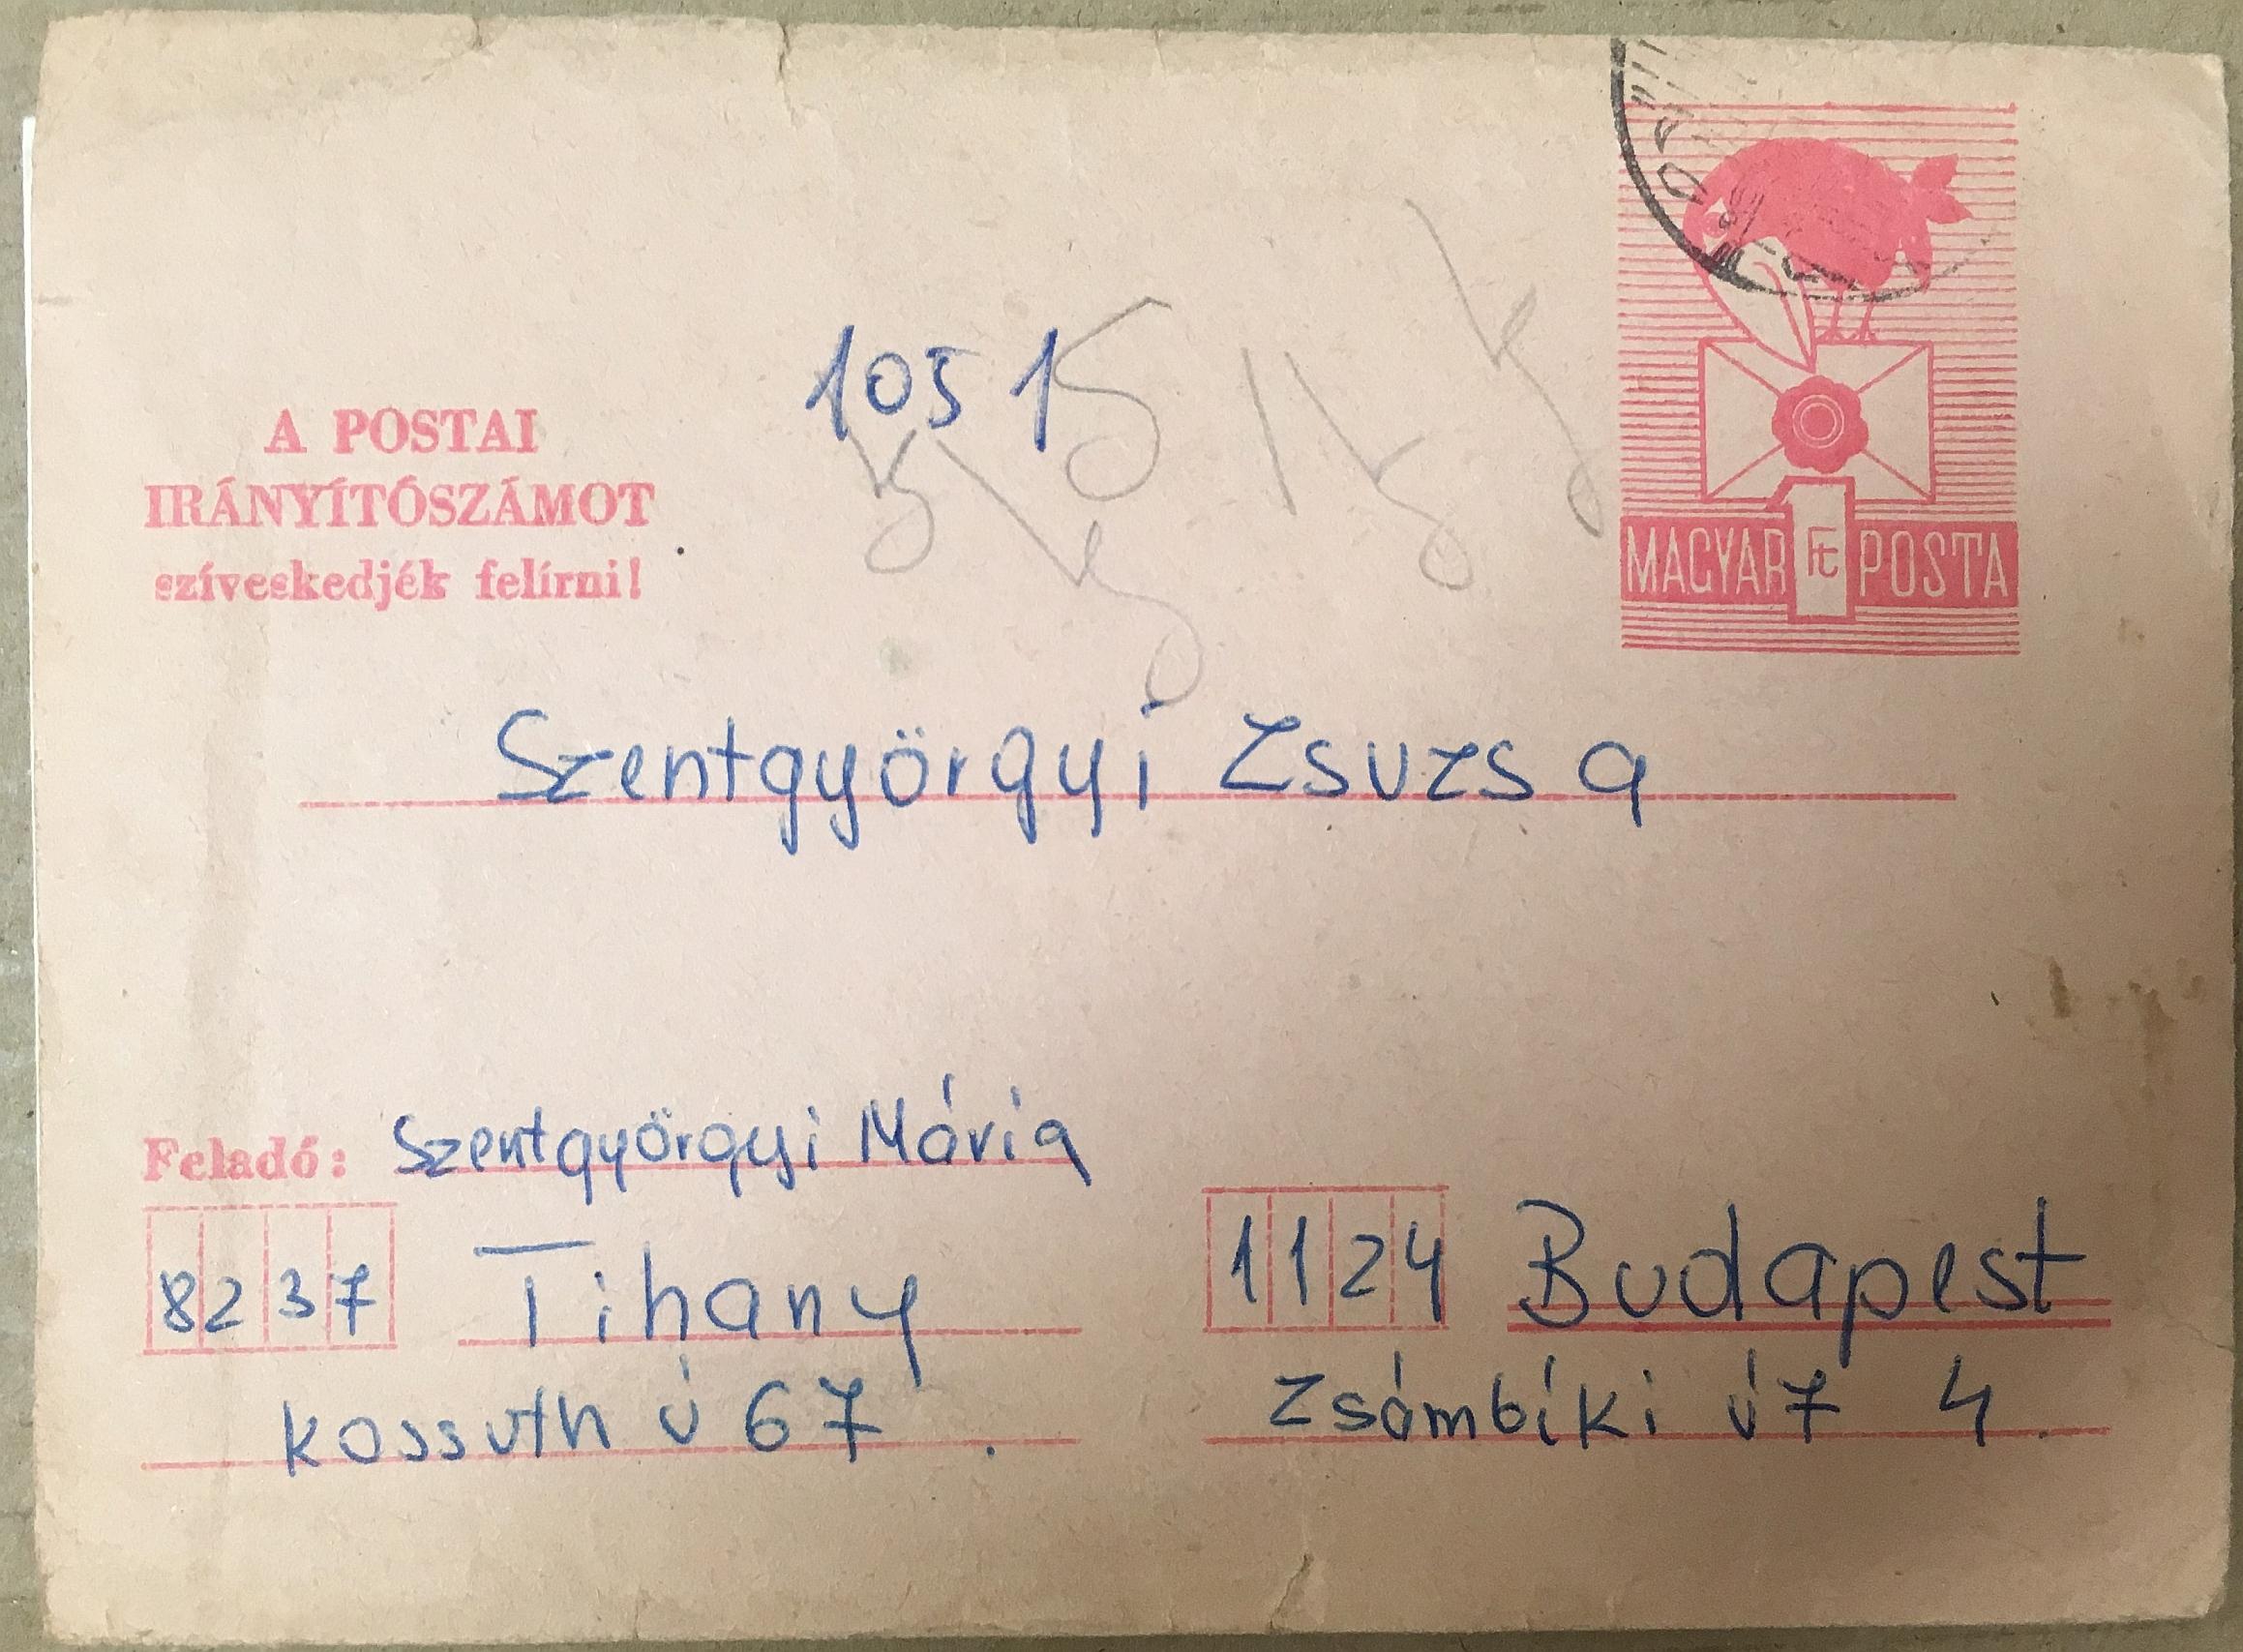 A POSTAI
IRÁNYÍTÓSZÁMOT
szíveskedjék felírni!
1051
MAGYAR 1 Ft POSTA
Szentgyörgyi Zsuzsa
Feladó: Szentgyörgyi Mária
8237 Tihany
Kossuth ú 67.
1124 Budapest
Zsámbíki ú 7 4.